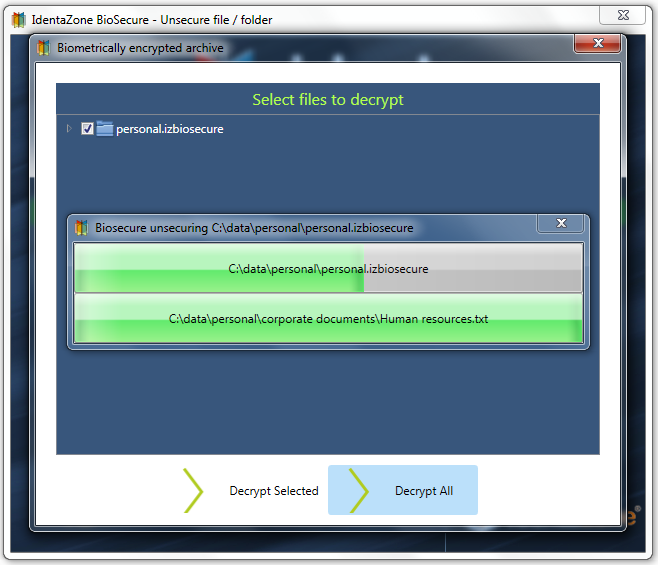 IdentaZone BioSecure - Unsecure file / folder
Biometrically encrypted archive
Select files to decrypt
personal.izbiosecure
Biosecure unsecuring C:\data\personal\personal.izbiosecure
C:\data\personal\personal.izbiosecure
C:\data\personal\corporate documents\Human resources.txt
Decrypt Selected
Decrypt All